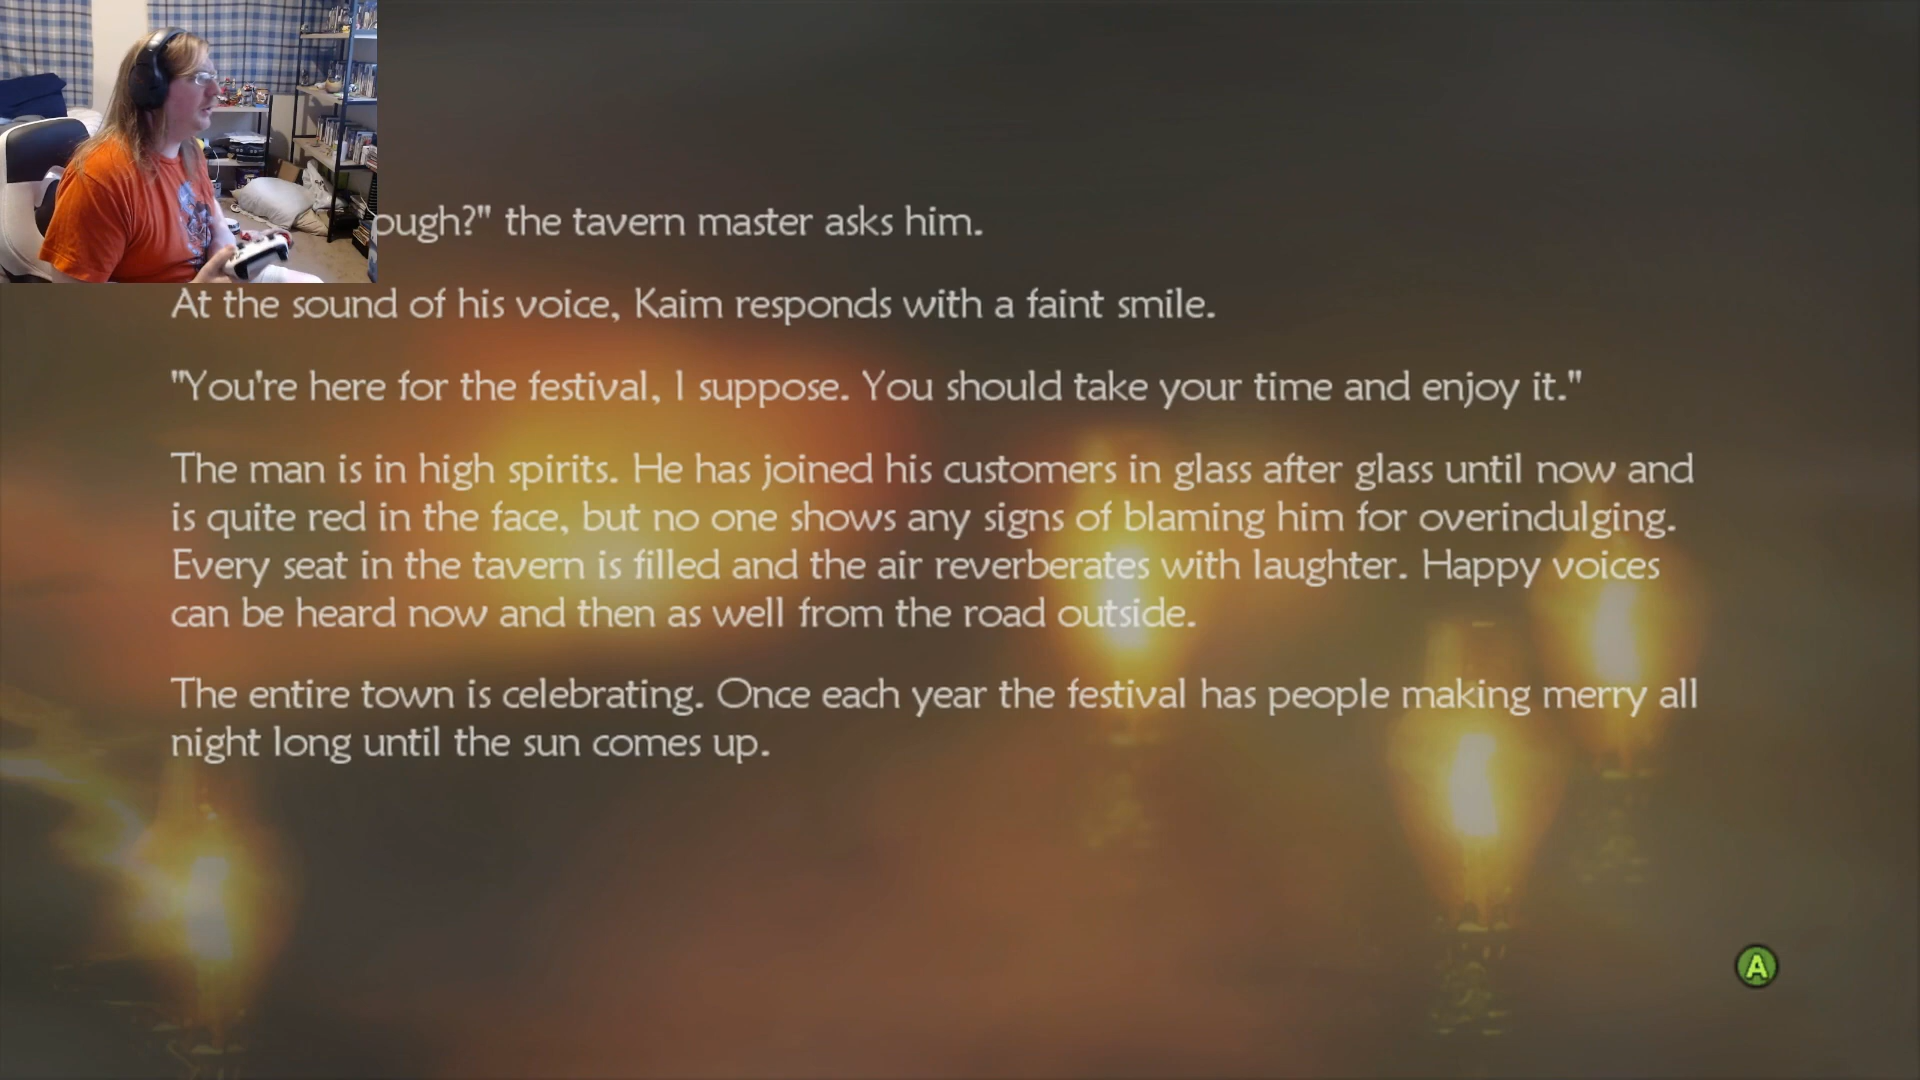 ough?" the tavern master asks him.
At the sound of his voice, Kaim responds with a faint smile.
"You're here for the festival, I suppose. You should take your time and enjoy it."
The man is in high spirits. He has joined his customers in glass after glass until now and
is quite red in the face, but no one shows any signs of blaming him for overindulging.
Every seat in the tavern is filled and the air reverberates with laughter. Happy voices
can be heard now and then as well from the road outside.
The entire town is celebrating. Once each year the festival has people making merry all
night long until the sun comes up.
A